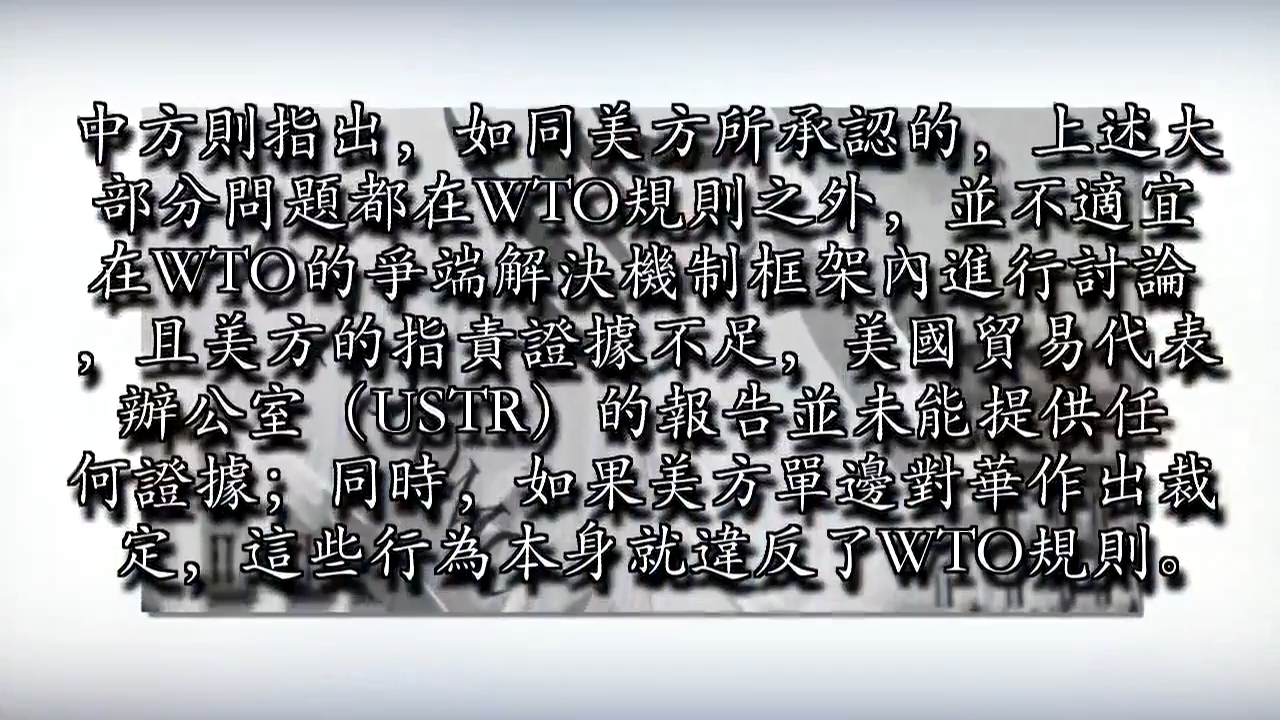 中方則指出，如同美方所承認的，上述大
部分問題都在WTO規則之外，並不適宜
在WTO的爭端解決機制框架內進行討論
，且美方的指責證據不足，美國貿易代表
辦公室（USTR）的報告並未能提供任
何證據；同時，如果美方單邊對華作出裁
定，這些行為本身就違反了WTO規則。